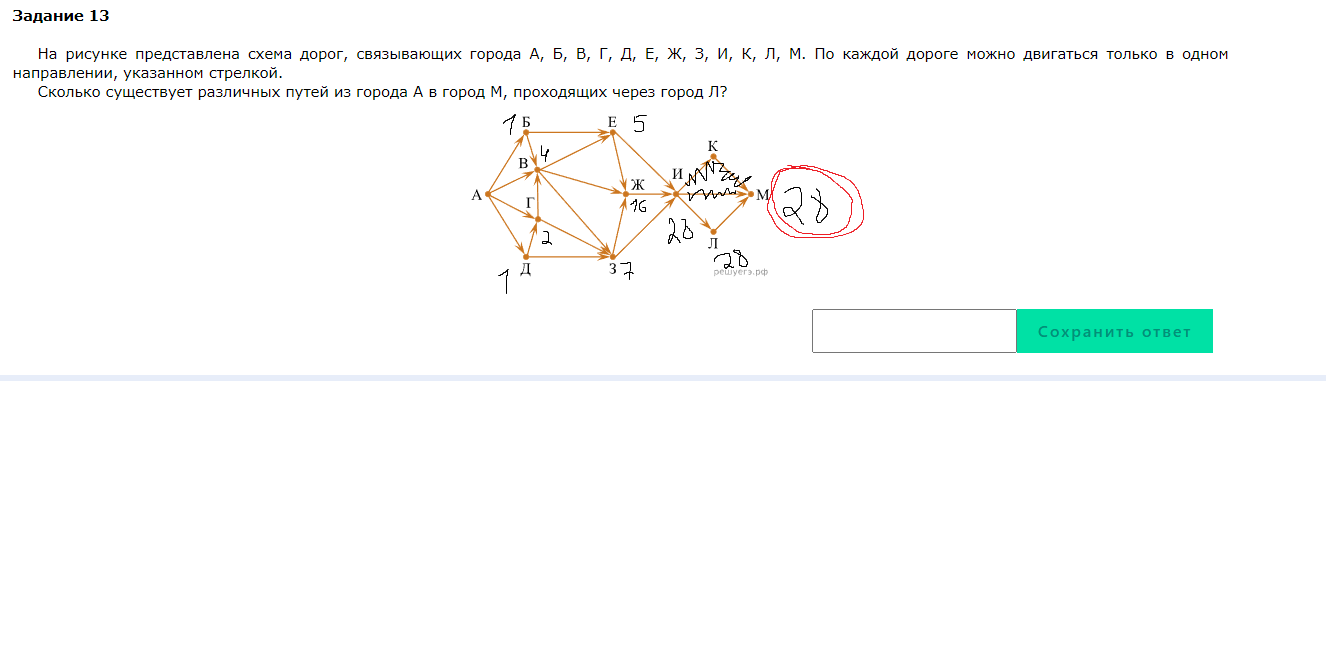 Задание 13
На рисунке представлена схема дорог, связывающих города А, Б, В, Г, Д, Е, Ж, З, И, К, Л, М. По каждой дороге можно двигаться только в одном
направлении, указанном стрелкой.
Сколько существует различных путей из города А в город М, проходящих через город Л?
1 Б Е 5
К
В 4
И
Ж
А М 28
Г 16
2 28
Л
1 Д З 7 28
решуегэ.рф
Сохранить ответ